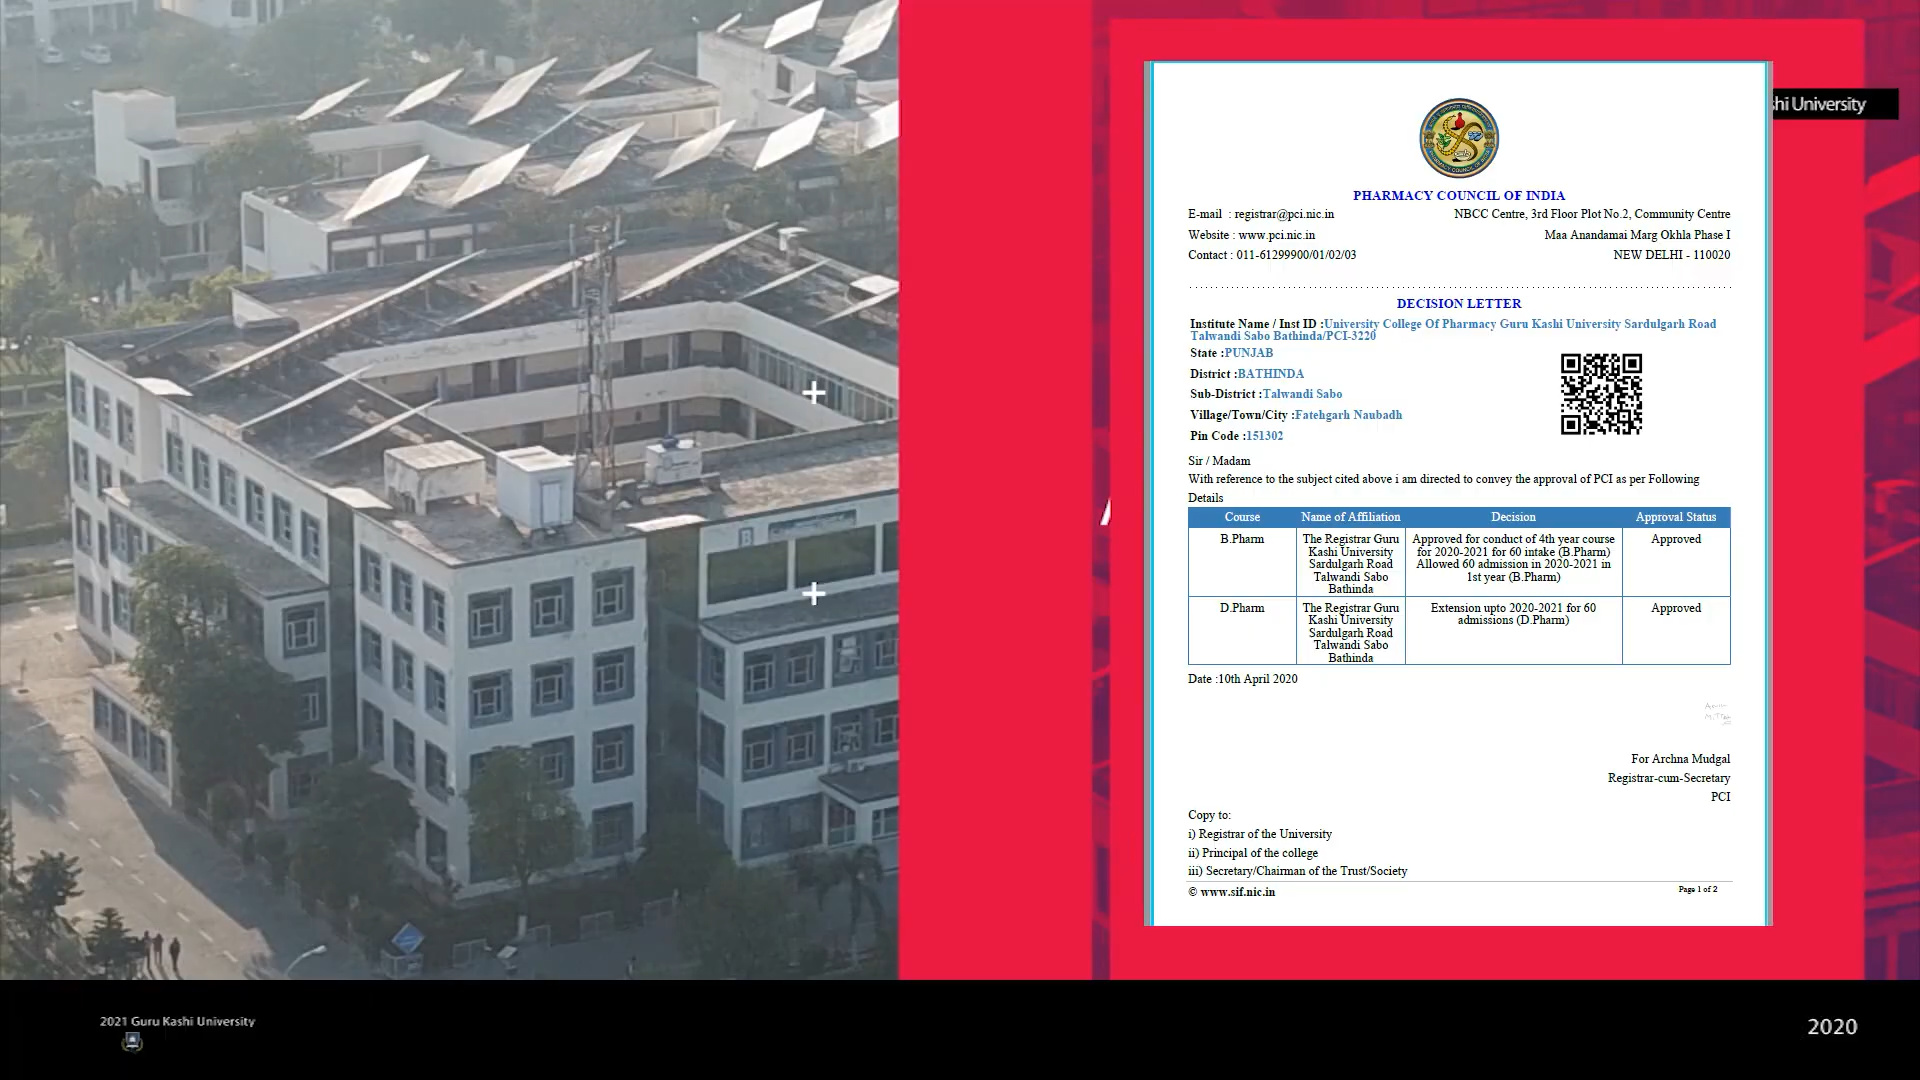 shi University
PHARMACY COUNCIL OF INDIA
E-mail : registrar@pci.nic.in
NBCC Centre, 3rd Floor Plot No.2, Community Centre
Website : www.pci.nic.in
Maa Anandamai Marg Okhla Phase I
Contact : 011-61299900/01/02/03
NEW DELHI - 110020
DECISION LETTER
Institute Name / Inst ID :University College Of Pharmacy Guru Kashi University Sardulgarh Road
Talwandi Sabo Bathinda/PCI-3220
State :PUNJAB
District :BATHINDA
Sub-District :Talwandi Sabo
Village/Town/City :Fatehgarh Naubadh
Pin Code :151302
Sir / Madam
With reference to the subject cited above i am directed to convey the approval of PCI as per Following
Details
Course Name of Affiliation Decision Approval Status
B.Pharm
The Registrar Guru
Kashi University
Sardulgarh Road
Talwandi Sabo
Bathinda
Approved for conduct of 4th year course
for 2020-2021 for 60 intake (B.Pharm)
Allowed 60 admission in 2020-2021 in
1st year (B.Pharm)
Approved
D.Pharm
The Registrar Guru
Kashi University
Sardulgarh Road
Talwandi Sabo
Bathinda
Extension upto 2020-2021 for 60
admissions (D.Pharm)
Approved
Date :10th April 2020
For Archna Mudgal
Registrar-cum-Secretary
PCI
Copy to:
i) Registrar of the University
ii) Principal of the college
iii) Secretary/Chairman of the Trust/Society
© www.sif.nic.in
Page 1 of 2
B
2021 Guru Kashi University
2020